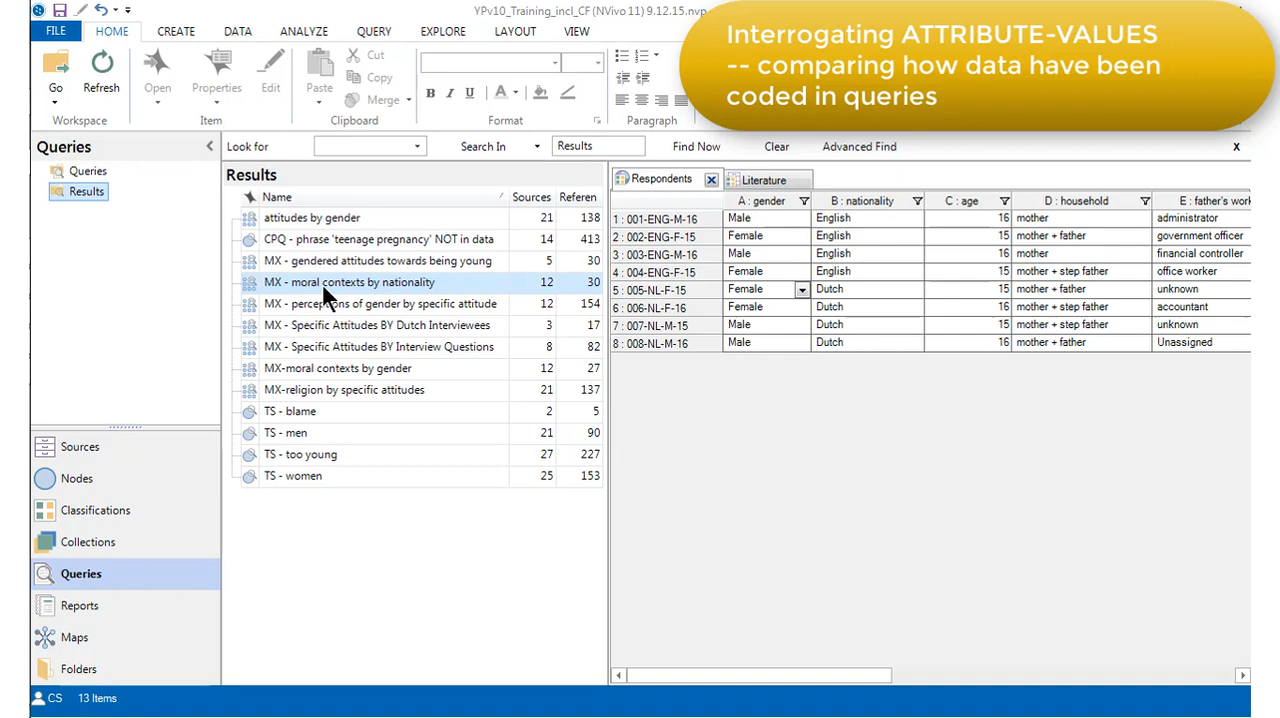 YPv10_Training_incl_CF (NVivo 11) 9.12.15.nvp
Interrogating ATTRIBUTE-VALUES
-- comparing how data have been
coded in queries
FILE HOME CREATE DATA ANALYZE QUERY EXPLORE LAYOUT VIEW
Go Refresh Open Properties Edit Paste Cut
Copy
Merge
B I U A
Workspace Item Clipboard Format Paragraph
Queries
Queries
Results
Look for Search In Results Find Now Clear Advanced Find x
Results
Name Sources Referen
attitudes by gender 21 138
CPQ - phrase 'teenage pregnancy' NOT in data 14 413
MX - gendered attitudes towards being young 5 30
MX - moral contexts by nationality 12 30
MX - perceptions of gender by specific attitude 12 154
MX - Specific Attitudes BY Dutch Interviewees 3 17
MX - Specific Attitudes BY Interview Questions 8 82
MX-moral contexts by gender 12 27
MX-religion by specific attitudes 21 137
TS - blame 2 5
TS - men 21 90
TS - too young 27 227
TS - women 25 153
Respondents Literature
A : gender B : nationality C : age D : household E : father's work
1 : 001-ENG-M-16 Male English 16 mother administrator
2 : 002-ENG-F-15 Female English 15 mother + father government officer
3 : 003-ENG-M-16 Male English 16 mother financial controller
4 : 004-ENG-F-15 Female English 15 mother + step father office worker
5 : 005-NL-F-15 Female Dutch 15 mother + father unknown
6 : 006-NL-F-16 Female Dutch 16 mother + step father accountant
7 : 007-NL-M-15 Male Dutch 15 mother + step father unknown
8 : 008-NL-M-16 Male Dutch 16 mother + father Unassigned
Sources
Nodes
Classifications
Collections
Queries
Reports
Maps
Folders
CS 13 Items